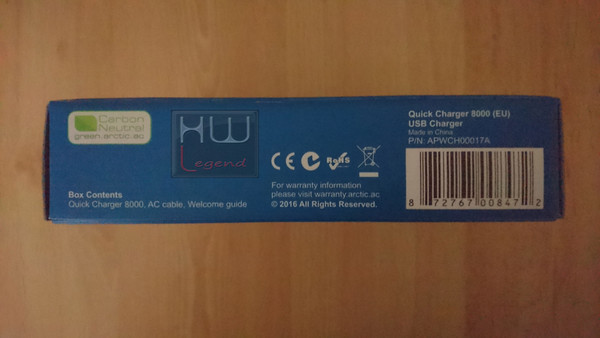 Carbon
Neutral
green.arctic.ac
HW
Legend
Box Contents
Quick Charger 8000, AC cable, Welcome guide
CE
RoHS
For warranty information
please visit warranty.arctic.ac
© 2016 All Rights Reserved.
Quick Charger 8000 (EU)
USB Charger
Made in China
P/N: APWCH00017A
8 72767 00847 2